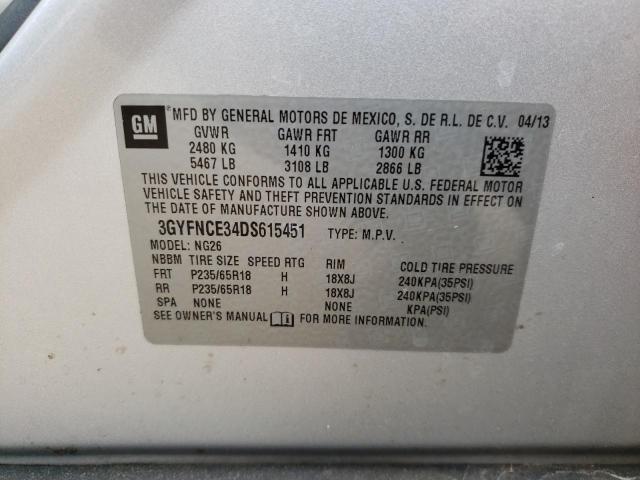 GM ® MFD BY GENERAL MOTORS DE MEXICO, S. DE R.L. DE C.V. 04/13
GVWR GAWR FRT GAWR RR
2480 KG 1410 KG 1300 KG
5467 LB 3108 LB 2866 LB
THIS VEHICLE CONFORMS TO ALL APPLICABLE U.S. FEDERAL MOTOR
VEHICLE SAFETY AND THEFT PREVENTION STANDARDS IN EFFECT ON THE
DATE OF MANUFACTURE SHOWN ABOVE.
3GYFNCE34DS615451 TYPE: M.P.V.
MODEL: NG26
NBBM TIRE SIZE SPEED RTG RIM COLD TIRE PRESSURE
FRT P235/65R18 H 18X8J 240KPA(35PSI)
RR P235/65R18 H 18X8J 240KPA(35PSI)
SPA NONE NONE KPA(PSI)
SEE OWNER'S MANUAL FOR MORE INFORMATION.